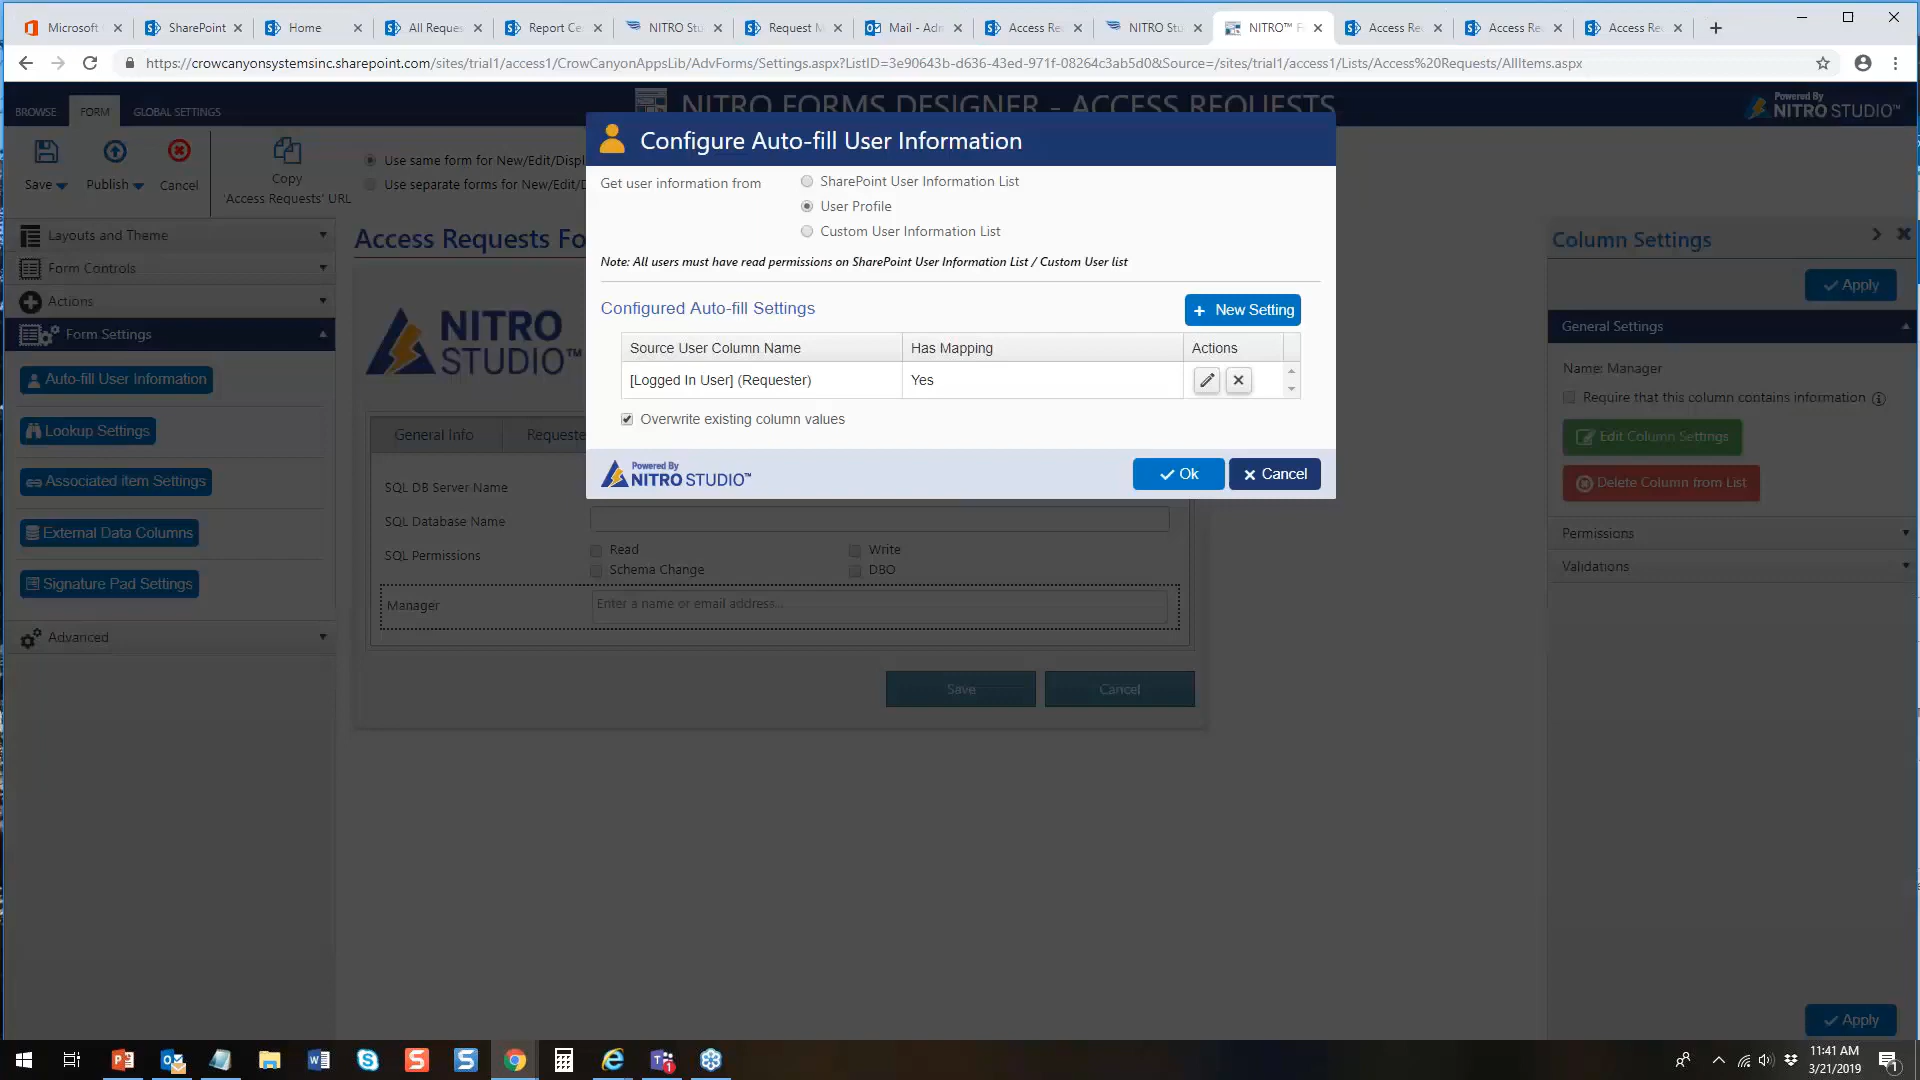 Microsoft
SharePoint
Home
All Reques
Report Ce
NITRO Stu
Request M
Mail - Adm
Access Re
NITRO Stu
NITRO™ F
Access Re
Access Re
Access Re
https://crowcanyonsystemsinc.sharepoint.com/sites/trial1/access1/CrowCanyonAppsLib/AdvForms/Settings.aspx?ListID=3e90643b-d636-43ed-971f-08264c3ab5d0&Source=/sites/trial1/access1/Lists/Access%20Requests/AllItems.aspx
BROWSE
FORM
GLOBAL SETTINGS
NITRO FORMS DESIGNER - ACCESS REQUESTS
Powered By
NITRO STUDIO™
Save
Publish
Cancel
Copy
'Access Requests' URL
Use same form for New/Edit/Displ
Use separate forms for New/Edit/D
Layouts and Theme
Form Controls
Actions
Form Settings
Auto-fill User Information
Lookup Settings
Associated item Settings
External Data Columns
Signature Pad Settings
Advanced
Access Requests Fo
NITRO
STUDIO™
General Info
Requeste
SQL DB Server Name
SQL Database Name
SQL Permissions
Read
Write
Schema Change
DBO
Manager
Enter a name or email address...
Save
Cancel
Configure Auto-fill User Information
Get user information from
SharePoint User Information List
User Profile
Custom User Information List
Note: All users must have read permissions on SharePoint User Information List / Custom User list
Configured Auto-fill Settings
+ New Setting
Source User Column Name
Has Mapping
Actions
[Logged In User] (Requester)
Yes
Overwrite existing column values
Powered By
NITRO STUDIO™
Ok
Cancel
Column Settings
Apply
General Settings
Name: Manager
Require that this column contains information
Edit Column Settings
Delete Column from List
Permissions
Validations
Apply
11:41 AM
3/21/2019